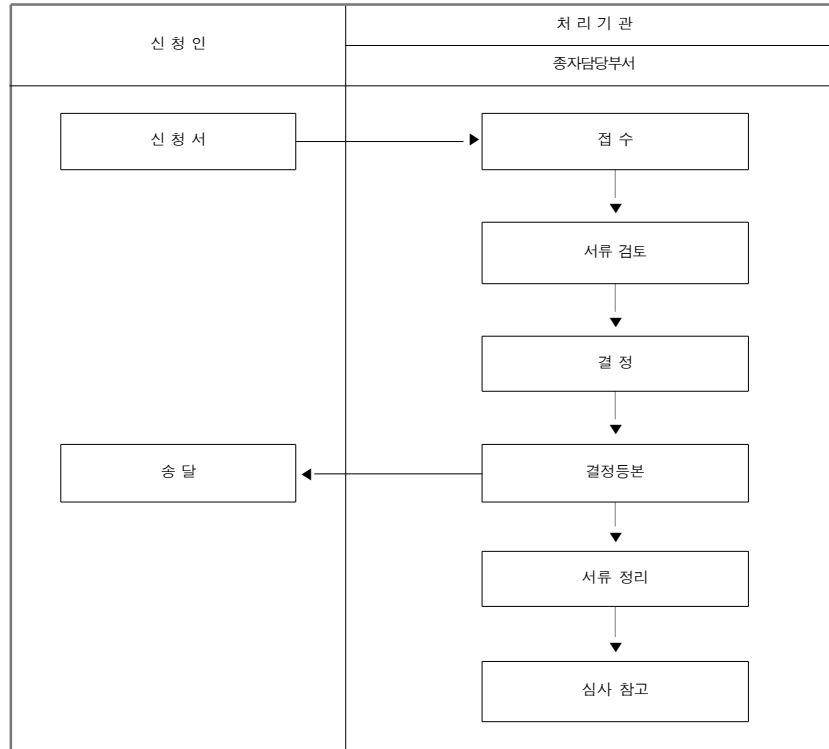 신 청 인
처 리 기 관
종자담당부서
신 청 서
접 수
서류 검토
결 정
송 달
결정등본
서류 정리
심사 참고